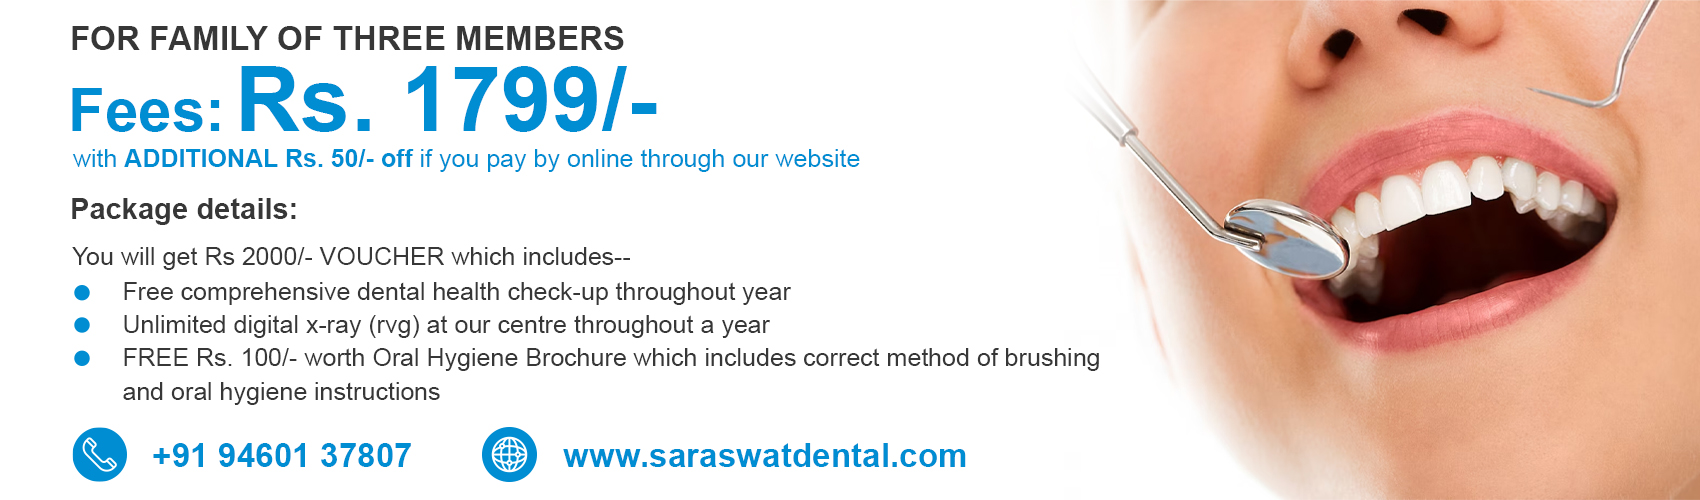 FOR FAMILY OF THREE MEMBERS
Fees: Rs. 1799/-
with ADDITIONAL Rs. 50/- off if you pay by online through our website
Package details:
You will get Rs 2000/- VOUCHER which includes--
Free comprehensive dental health check-up throughout year
Unlimited digital x-ray (rvg) at our centre throughout a year
FREE Rs. 100/- worth Oral Hygiene Brochure which includes correct method of brushing
and oral hygiene instructions
+91 94601 37807
www.saraswatdental.com